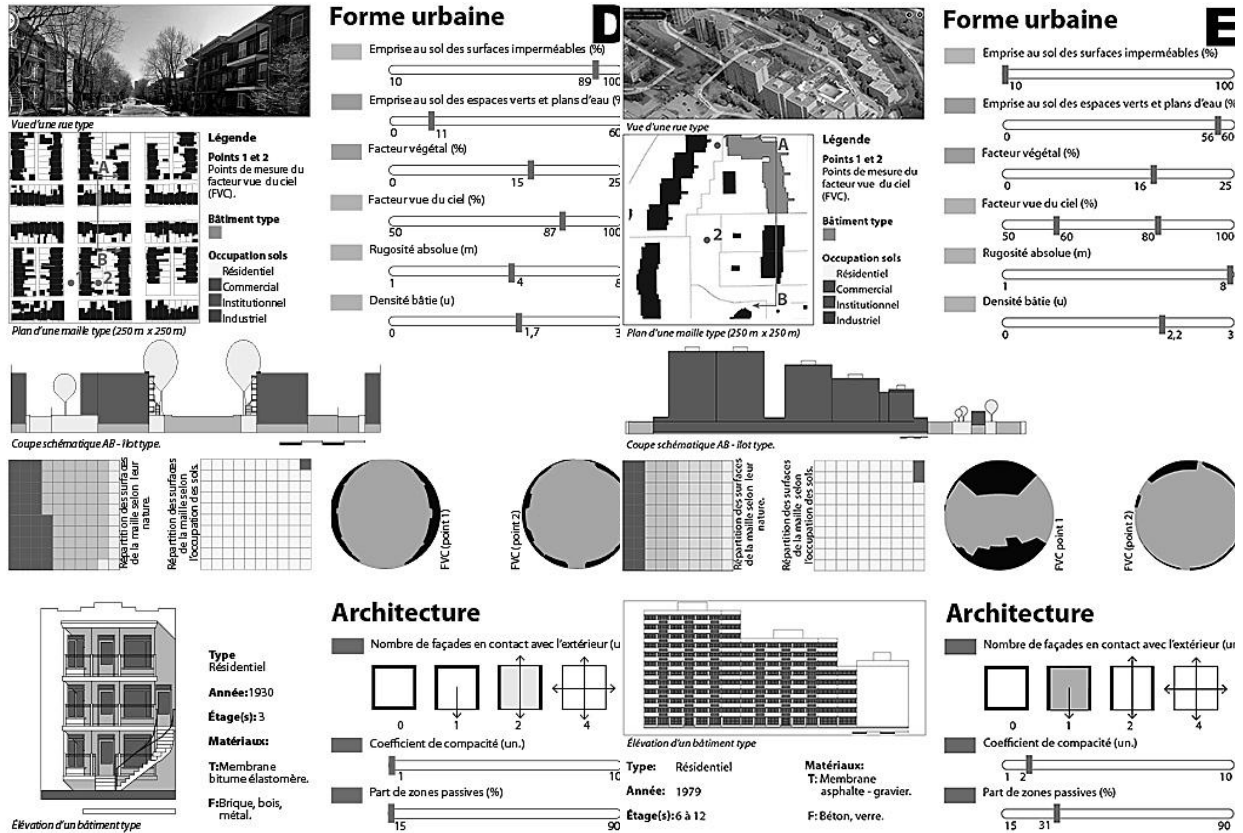 Vue d'une rue type
A
B
1
2
Plan d'une maille type (250 m x 250 m)
Légende
Points 1 et 2
Points de mesure du
facteur vue du ciel
(FVC).
Bâtiment type
Occupation sols
Résidentiel
Commercial
Institutionnel
Industriel
Forme urbaine
D
Emprise au sol des surfaces imperméables (%)
10 89 100
Emprise au sol des espaces verts et plans d'eau (%
0 11 60
Facteur végétal (%)
0 15 25
Facteur vue du ciel (%)
50 87 100
Rugosité absolue (m)
1 4 8
Densité bâtie (u)
0 1,7 3
Coupe schématique AB - îlot type.
Répartition des surfaces
de la maille selon leur
nature.
Répartition des surfaces
de la maille selon
l'occupation des sols.
FVC (point 1)
FVC (point 2)
Élévation d'un bâtiment type
Type
Résidentiel
Année: 1930
Étage(s): 3
Matériaux:
T: Membrane
bitume élastomère.
F: Brique, bois,
métal.
Architecture
Nombre de façades en contact avec l'extérieur (u
0 1 2 4
Coefficient de compacité (un.)
1 10
Part de zones passives (%)
15 90
Vue d'une rue type
A
2
B
Plan d'une maille type (250 m x 250 m)
Légende
Points 1 et 2
Points de mesure du
facteur vue du ciel
(FVC).
Bâtiment type
Occupation sols
Résidentiel
Commercial
Institutionnel
Industriel
Forme urbaine
E
Emprise au sol des surfaces imperméables (%)
10 100
Emprise au sol des espaces verts et plans d'eau (%)
0 56 60
Facteur végétal (%)
0 16 25
Facteur vue du ciel (%)
50 60 80 100
Rugosité absolue (m)
1 8
Densité bâtie (u)
0 2,2 3
Coupe schématique AB - îlot type.
Répartition des surfaces
de la maille selon leur
nature.
Répartition des surfaces
de la maille selon
l'occupation des sols.
FVC point 1
FVC (point 2)
Élévation d'un bâtiment type
Type: Résidentiel
Année: 1979
Étage(s): 6 à 12
Matériaux:
T: Membrane
asphalte - gravier.
F: Béton, verre.
Architecture
Nombre de façades en contact avec l'extérieur (un
0 1 2 4
Coefficient de compacité (un.)
1 2 10
Part de zones passives (%)
15 31 90